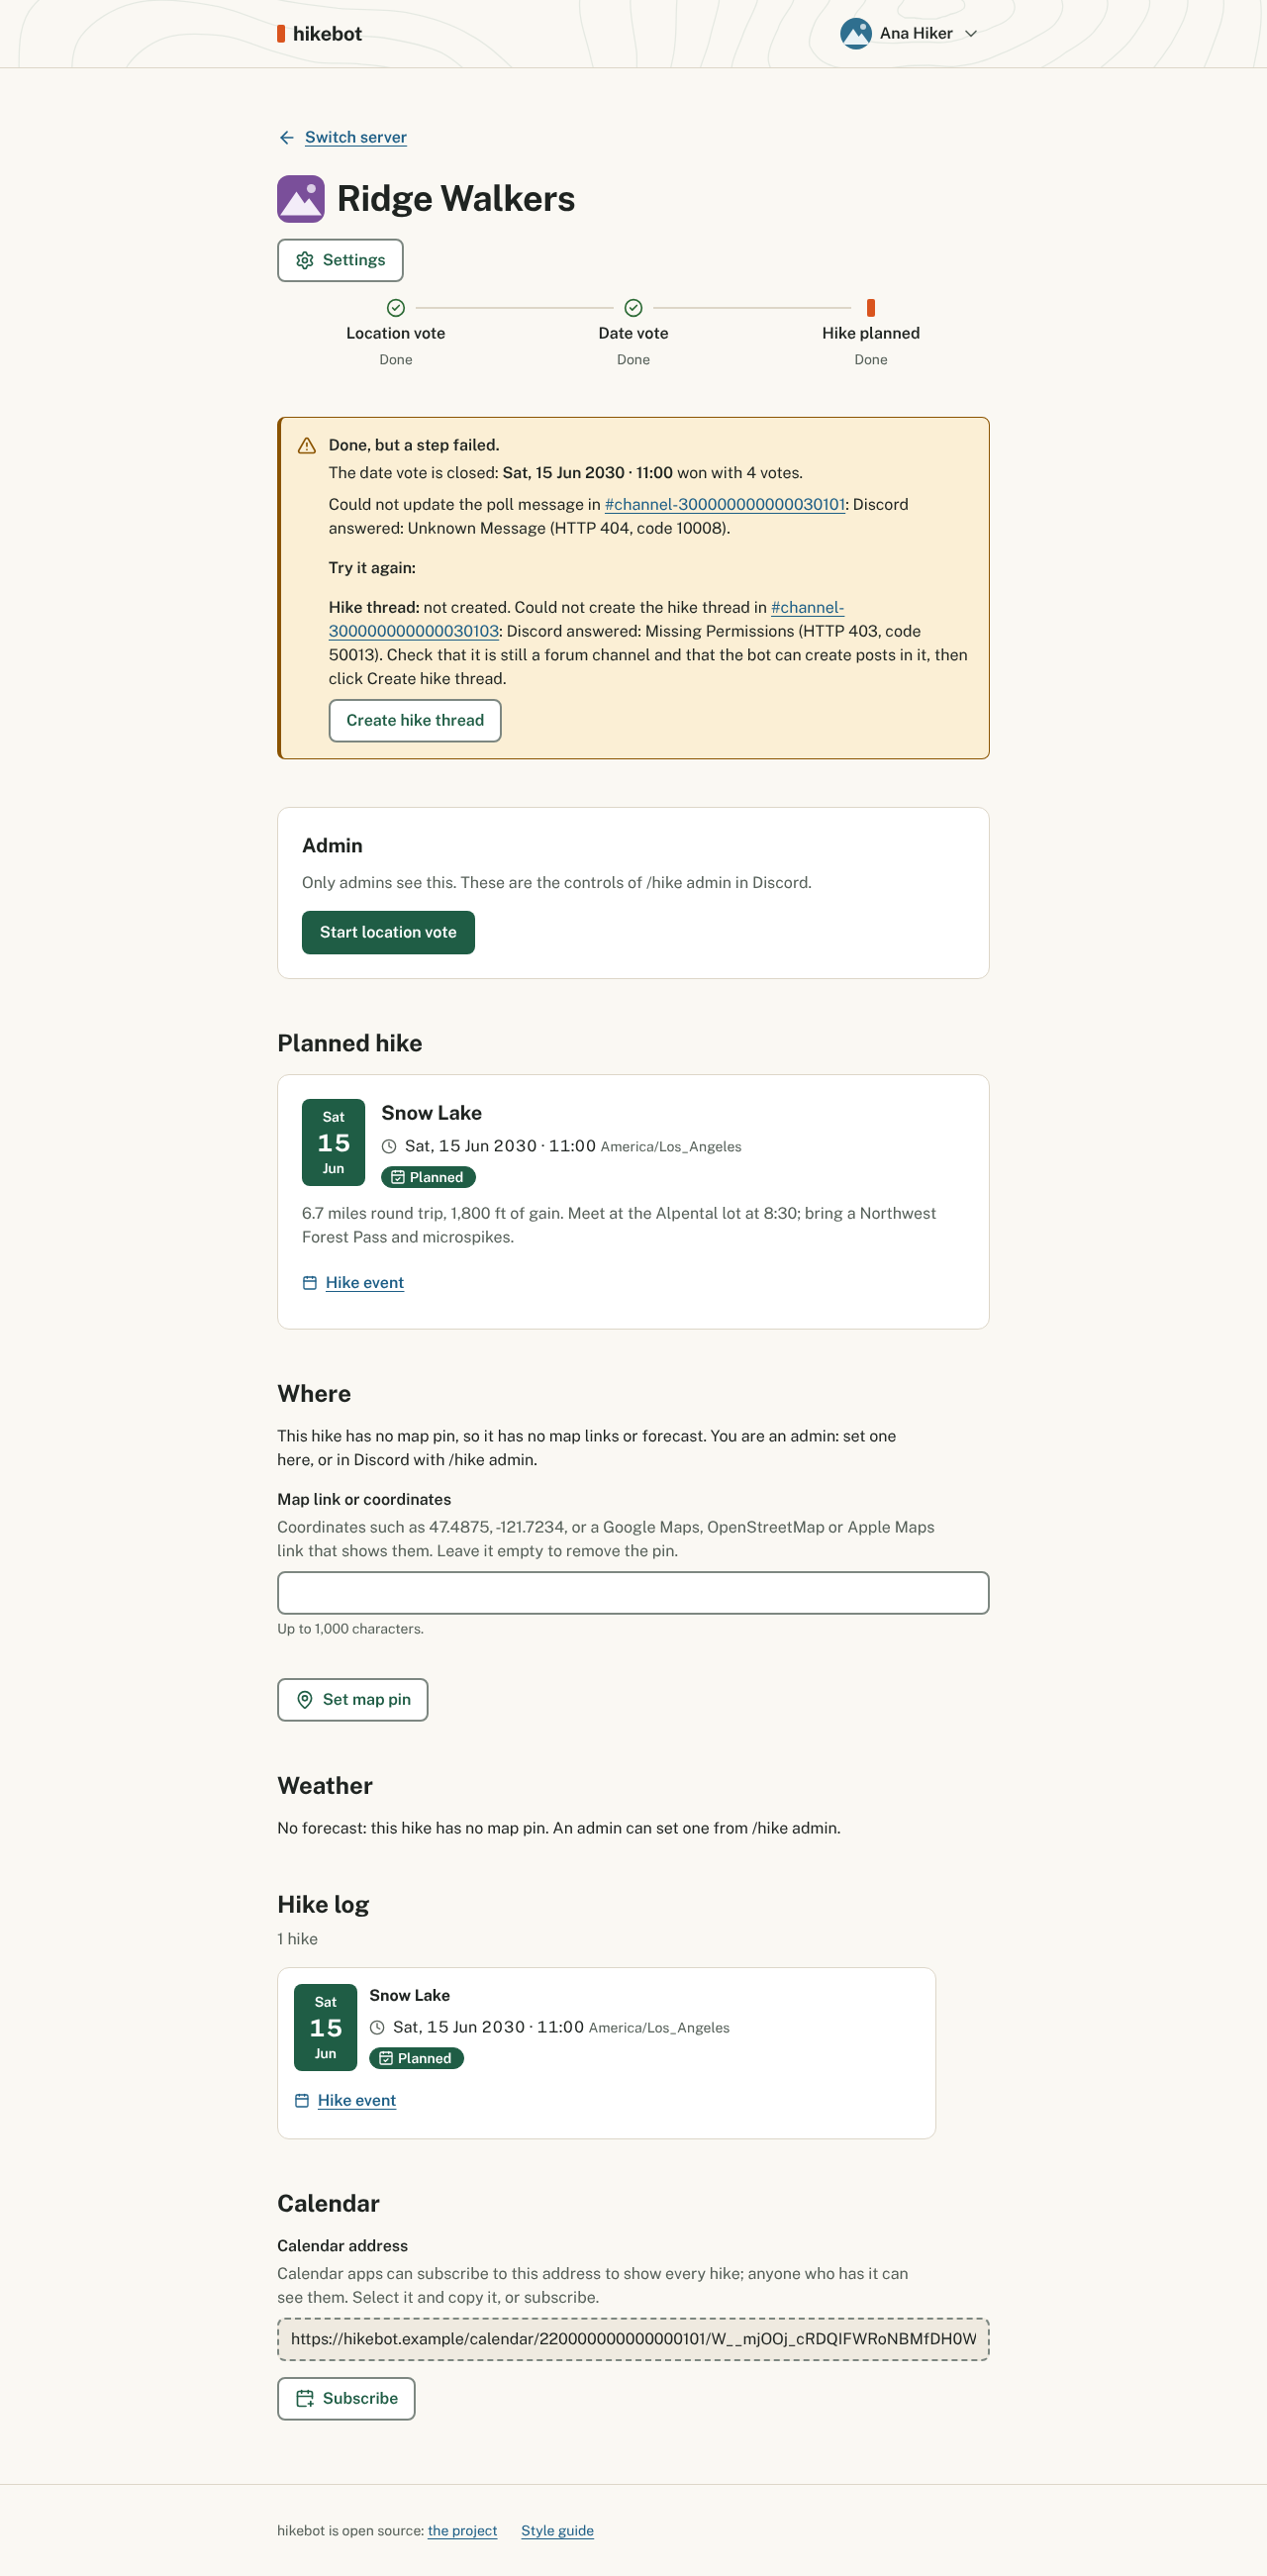 hikebot
Ana Hiker
Switch server
Ridge Walkers
Settings
Location vote
Done
Date vote
Done
Hike planned
Done
Done, but a step failed.
The date vote is closed: Sat, 15 Jun 2030 · 11:00 won with 4 votes.
Could not update the poll message in #channel-300000000000030101: Discord
answered: Unknown Message (HTTP 404, code 10008).
Try it again:
Hike thread: not created. Could not create the hike thread in #channel-
300000000000030103: Discord answered: Missing Permissions (HTTP 403, code
50013). Check that it is still a forum channel and that the bot can create posts in it, then
click Create hike thread.
Create hike thread
Admin
Only admins see this. These are the controls of /hike admin in Discord.
Start location vote
Planned hike
Sat
15
Jun
Snow Lake
Sat, 15 Jun 2030 · 11:00 America/Los_Angeles
Planned
6.7 miles round trip, 1,800 ft of gain. Meet at the Alpental lot at 8:30; bring a Northwest
Forest Pass and microspikes.
Hike event
Where
This hike has no map pin, so it has no map links or forecast. You are an admin: set one
here, or in Discord with /hike admin.
Map link or coordinates
Coordinates such as 47.4875, -121.7234, or a Google Maps, OpenStreetMap or Apple Maps
link that shows them. Leave it empty to remove the pin.
Up to 1,000 characters.
Set map pin
Weather
No forecast: this hike has no map pin. An admin can set one from /hike admin.
Hike log
1 hike
Sat
15
Jun
Snow Lake
Sat, 15 Jun 2030 · 11:00 America/Los_Angeles
Planned
Hike event
Calendar
Calendar address
Calendar apps can subscribe to this address to show every hike; anyone who has it can
see them. Select it and copy it, or subscribe.
https://hikebot.example/calendar/220000000000000101/W__mjOOj_cRDQIFWRoNBMfDH0W
Subscribe
hikebot is open source: the project
Style guide